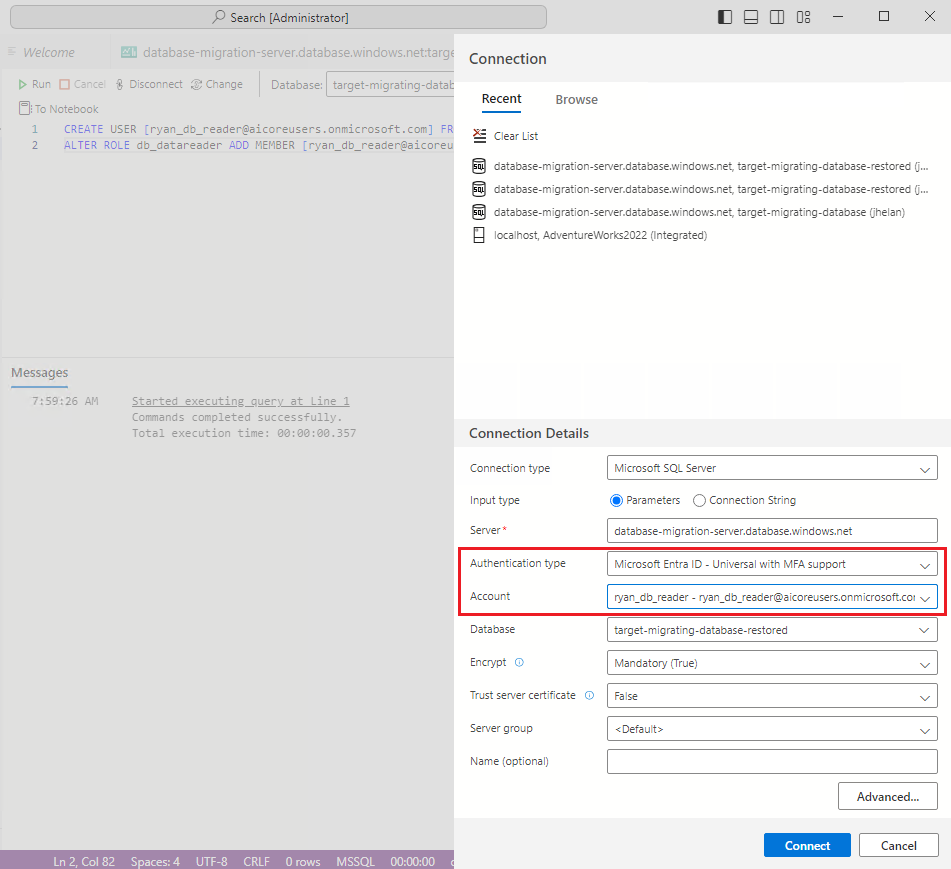 Search [Administrator]
Welcome
database-migration-server.database.windows.net:targe
Run Cancel Disconnect Change Database: target-migrating-datab
To Notebook
1 CREATE USER [ryan_db_reader@aicoreusers.onmicrosoft.com] FR
2 ALTER ROLE db_datareader ADD MEMBER [ryan_db_reader@aicoreu
Messages
7:59:26 AM Started executing query at Line 1
Commands completed successfully.
Total execution time: 00:00:00.357
Ln 2, Col 82 Spaces: 4 UTF-8 CRLF 0 rows MSSQL 00:00:00
Connection
Recent Browse
Clear List
database-migration-server.database.windows.net, target-migrating-database-restored (j...
database-migration-server.database.windows.net, target-migrating-database-restored (j...
database-migration-server.database.windows.net, target-migrating-database (jhelan)
localhost, AdventureWorks2022 (Integrated)
Connection Details
Connection type Microsoft SQL Server
Input type Parameters Connection String
Server* database-migration-server.database.windows.net
Authentication type Microsoft Entra ID - Universal with MFA support
Account ryan_db_reader - ryan_db_reader@aicoreusers.onmicrosoft.cor
Database target-migrating-database-restored
Encrypt Mandatory (True)
Trust server certificate False
Server group <Default>
Name (optional)
Advanced...
Connect Cancel